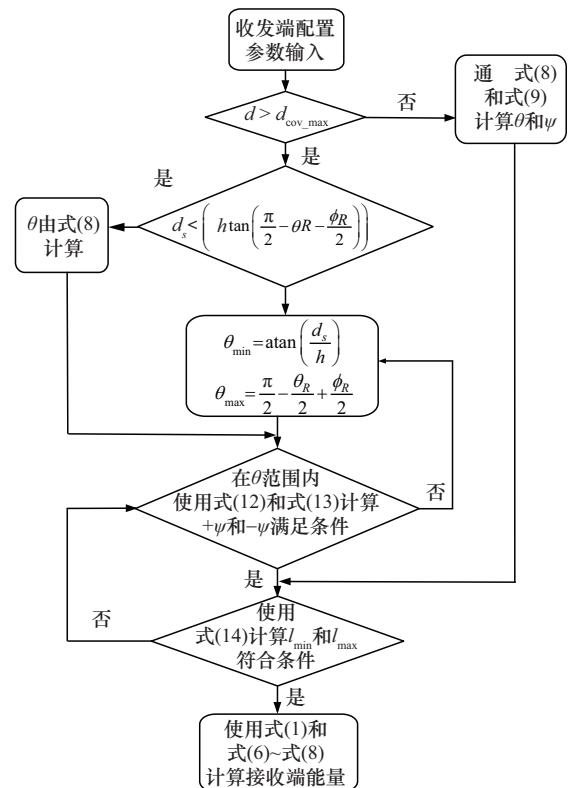 收发端配置
参数输入
d > d_cov_max
否
通 式(8)
和式(9)
计算θ和ψ
是
是
d_s < ( h tan( π/2 − θR − ϕ_R/2 ) )
θ由式(8)
计算
θ_min = atan( d_s/h )
θ_max = π/2 − θ_R/2 + ϕ_R/2
在θ范围内
使用式(12)和式(13)计算
+ψ和−ψ满足条件
否
是
否
使用
式(14)计算l_min和l_max
符合条件
是
使用式(1)和
式(6)~式(8)
计算接收端能量